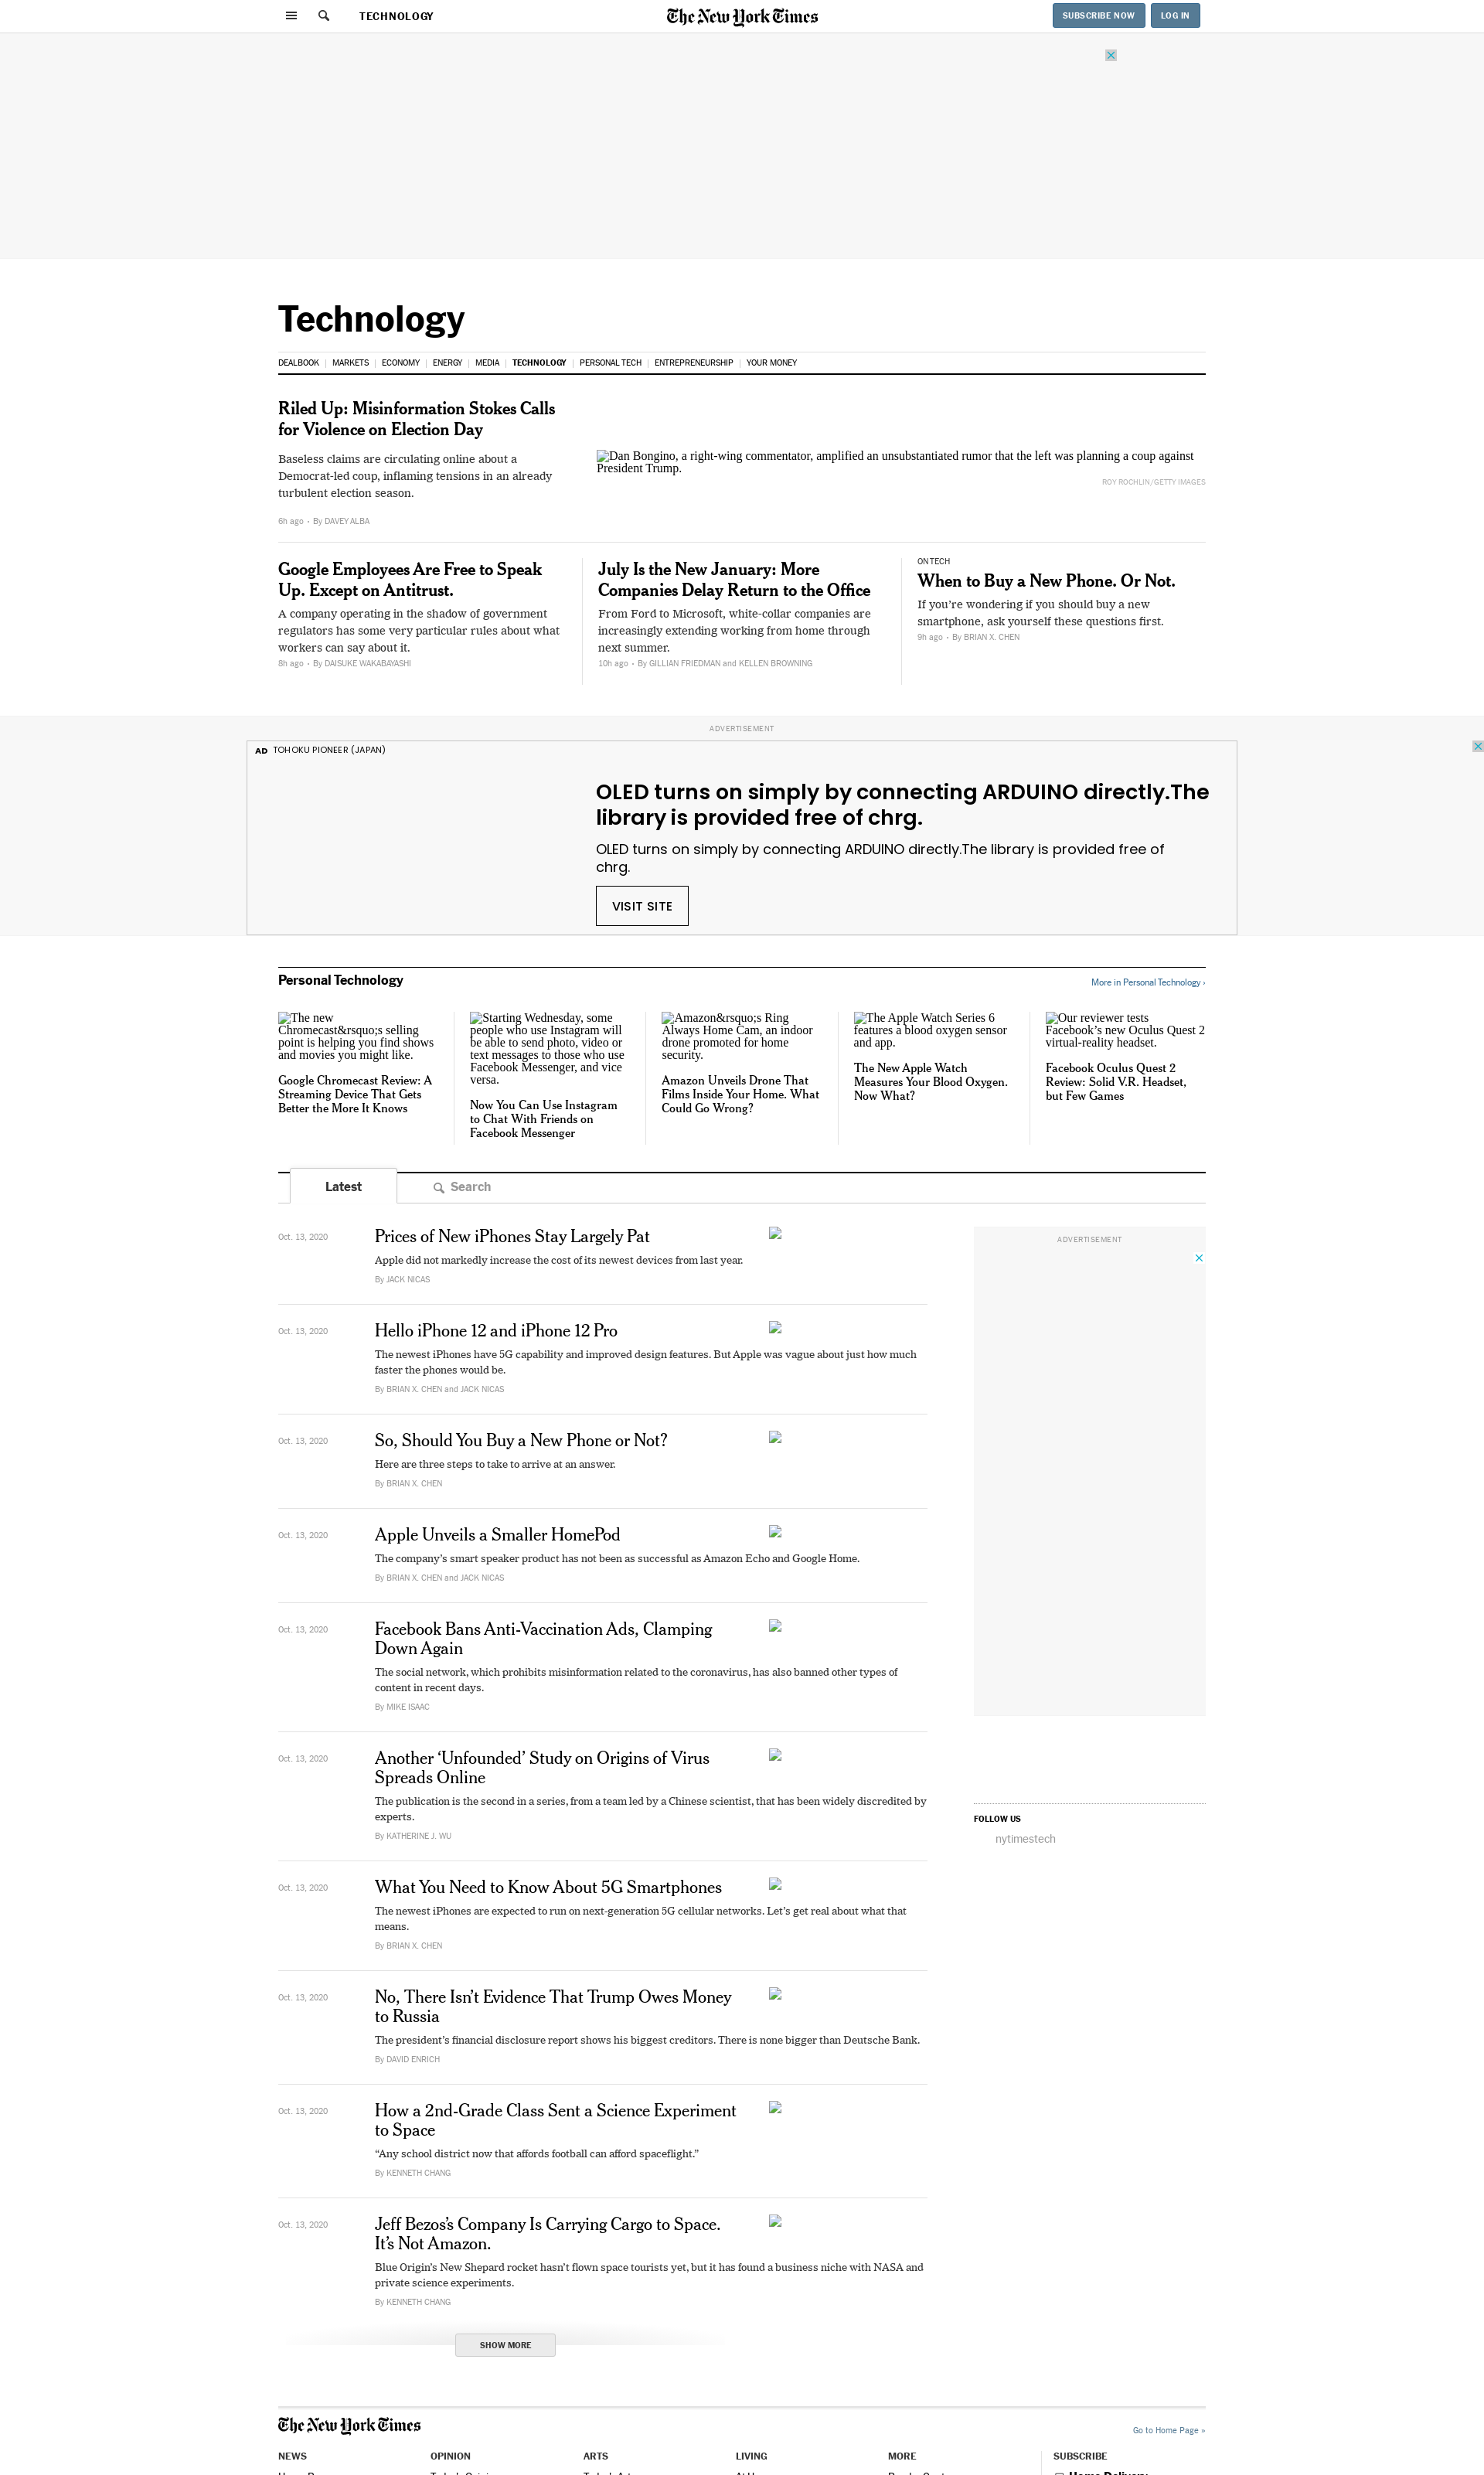 TECHNOLOGY
The New York Times
SUBSCRIBE NOW
LOG IN
Technology
DEALBOOK | MARKETS | ECONOMY | ENERGY | MEDIA | TECHNOLOGY | PERSONAL TECH | ENTREPRENEURSHIP | YOUR MONEY
Riled Up: Misinformation Stokes Calls
for Violence on Election Day
Baseless claims are circulating online about a
Democrat-led coup, inflaming tensions in an already
turbulent election season.
6h ago • By DAVEY ALBA
Dan Bongino, a right-wing commentator, amplified an unsubstantiated rumor that the left was planning a coup against
President Trump.
ROY ROCHLIN/GETTY IMAGES
Google Employees Are Free to Speak
Up. Except on Antitrust.
A company operating in the shadow of government
regulators has some very particular rules about what
workers can say about it.
8h ago • By DAISUKE WAKABAYASHI
July Is the New January: More
Companies Delay Return to the Office
From Ford to Microsoft, white-collar companies are
increasingly extending working from home through
next summer.
10h ago • By GILLIAN FRIEDMAN and KELLEN BROWNING
ON TECH
When to Buy a New Phone. Or Not.
If you’re wondering if you should buy a new
smartphone, ask yourself these questions first.
9h ago • By BRIAN X. CHEN
ADVERTISEMENT
AD TOHOKU PIONEER (JAPAN)
OLED turns on simply by connecting ARDUINO directly.The
library is provided free of chrg.
OLED turns on simply by connecting ARDUINO directly.The library is provided free of
chrg.
VISIT SITE
Personal Technology
More in Personal Technology ›
The new
Chromecast&rsquo;s selling
point is helping you find shows
and movies you might like.
Google Chromecast Review: A
Streaming Device That Gets
Better the More It Knows
Starting Wednesday, some
people who use Instagram will
be able to send photo, video or
text messages to those who use
Facebook Messenger, and vice
versa.
Now You Can Use Instagram
to Chat With Friends on
Facebook Messenger
Amazon&rsquo;s Ring
Always Home Cam, an indoor
drone promoted for home
security.
Amazon Unveils Drone That
Films Inside Your Home. What
Could Go Wrong?
The Apple Watch Series 6
features a blood oxygen sensor
and app.
The New Apple Watch
Measures Your Blood Oxygen.
Now What?
Our reviewer tests
Facebook’s new Oculus Quest 2
virtual-reality headset.
Facebook Oculus Quest 2
Review: Solid V.R. Headset,
but Few Games
Latest
Search
Oct. 13, 2020
Prices of New iPhones Stay Largely Pat
Apple did not markedly increase the cost of its newest devices from last year.
By JACK NICAS
Oct. 13, 2020
Hello iPhone 12 and iPhone 12 Pro
The newest iPhones have 5G capability and improved design features. But Apple was vague about just how much
faster the phones would be.
By BRIAN X. CHEN and JACK NICAS
Oct. 13, 2020
So, Should You Buy a New Phone or Not?
Here are three steps to take to arrive at an answer.
By BRIAN X. CHEN
Oct. 13, 2020
Apple Unveils a Smaller HomePod
The company’s smart speaker product has not been as successful as Amazon Echo and Google Home.
By BRIAN X. CHEN and JACK NICAS
Oct. 13, 2020
Facebook Bans Anti-Vaccination Ads, Clamping
Down Again
The social network, which prohibits misinformation related to the coronavirus, has also banned other types of
content in recent days.
By MIKE ISAAC
Oct. 13, 2020
Another ‘Unfounded’ Study on Origins of Virus
Spreads Online
The publication is the second in a series, from a team led by a Chinese scientist, that has been widely discredited by
experts.
By KATHERINE J. WU
Oct. 13, 2020
What You Need to Know About 5G Smartphones
The newest iPhones are expected to run on next-generation 5G cellular networks. Let’s get real about what that
means.
By BRIAN X. CHEN
Oct. 13, 2020
No, There Isn’t Evidence That Trump Owes Money
to Russia
The president’s financial disclosure report shows his biggest creditors. There is none bigger than Deutsche Bank.
By DAVID ENRICH
Oct. 13, 2020
How a 2nd-Grade Class Sent a Science Experiment
to Space
“Any school district now that affords football can afford spaceflight.”
By KENNETH CHANG
Oct. 13, 2020
Jeff Bezos’s Company Is Carrying Cargo to Space.
It’s Not Amazon.
Blue Origin’s New Shepard rocket hasn’t flown space tourists yet, but it has found a business niche with NASA and
private science experiments.
By KENNETH CHANG
SHOW MORE
ADVERTISEMENT
FOLLOW US
nytimestech
The New York Times
Go to Home Page »
NEWS
OPINION
ARTS
LIVING
MORE
SUBSCRIBE
Home Delivery